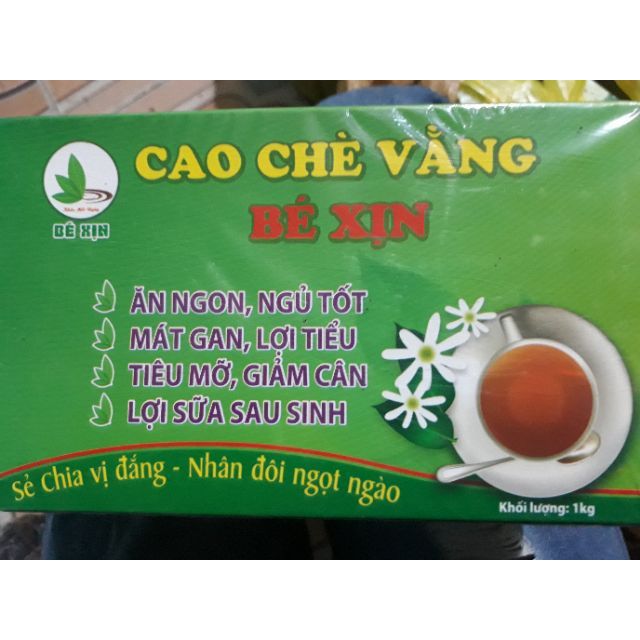 CAO CHÈ VẰNG
BÉ XỊN
BÉ XỊN
ĂN NGON, NGỦ TỐT
MÁT GAN, LỢI TIỂU
TIÊU MỠ, GIẢM CÂN
LỢI SỮA SAU SINH
Sẻ Chia vị đắng - Nhân đôi ngọt ngào
Khối lượng: 1kg